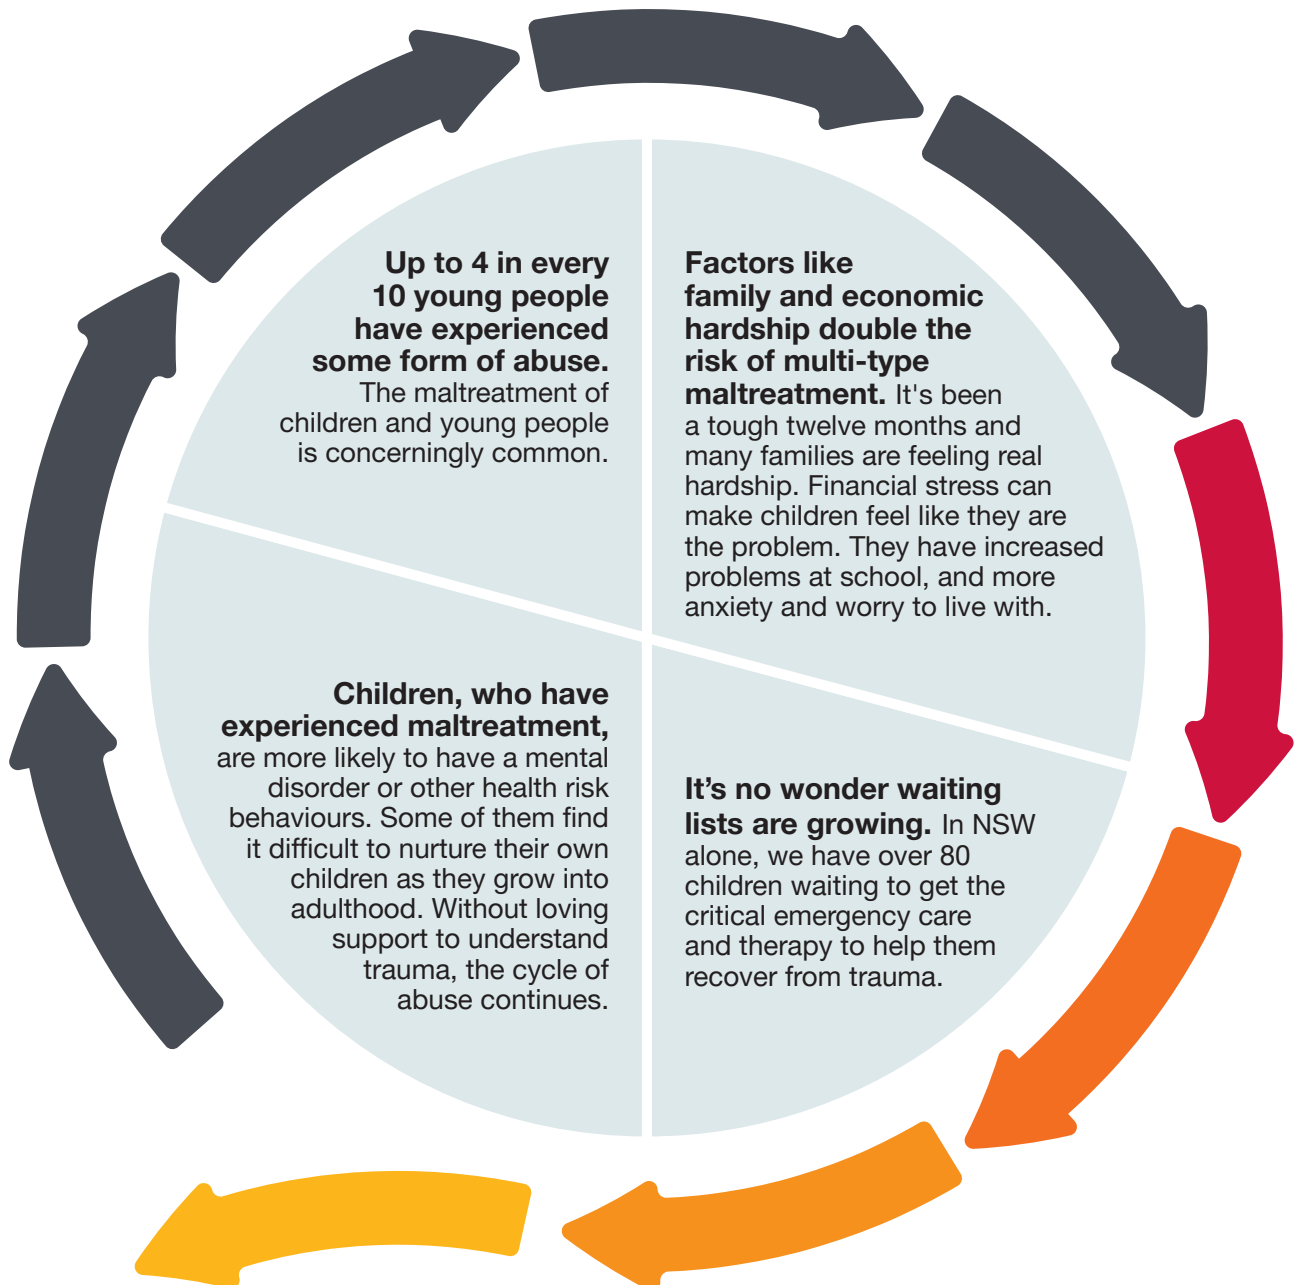 Up to 4 in every
10 young people
have experienced
some form of abuse.
The maltreatment of
children and young people
is concerningly common.
Factors like
family and economic
hardship double the
risk of multi-type
maltreatment. It's been
a tough twelve months and
many families are feeling real
hardship. Financial stress can
make children feel like they are
the problem. They have increased
problems at school, and more
anxiety and worry to live with.
Children, who have
experienced maltreatment,
are more likely to have a mental
disorder or other health risk
behaviours. Some of them find
it difficult to nurture their own
children as they grow into
adulthood. Without loving
support to understand
trauma, the cycle of
abuse continues.
It’s no wonder waiting
lists are growing. In NSW
alone, we have over 80
children waiting to get the
critical emergency care
and therapy to help them
recover from trauma.